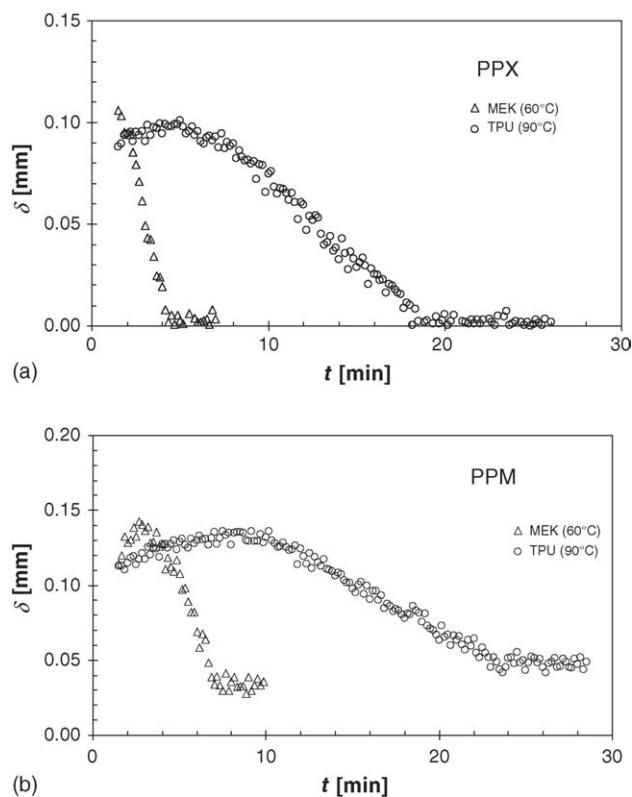 0.15
PPX
△ MEK (60°C)
○ TPU (90°C)
0.10
δ [mm]
0.05
0.00
0 10 20 30
(a)
t [min]
0.20
PPM
0.15
△ MEK (60°C)
○ TPU (90°C)
δ [mm]
0.10
0.05
0.00
0 10 20 30
(b)
t [min]